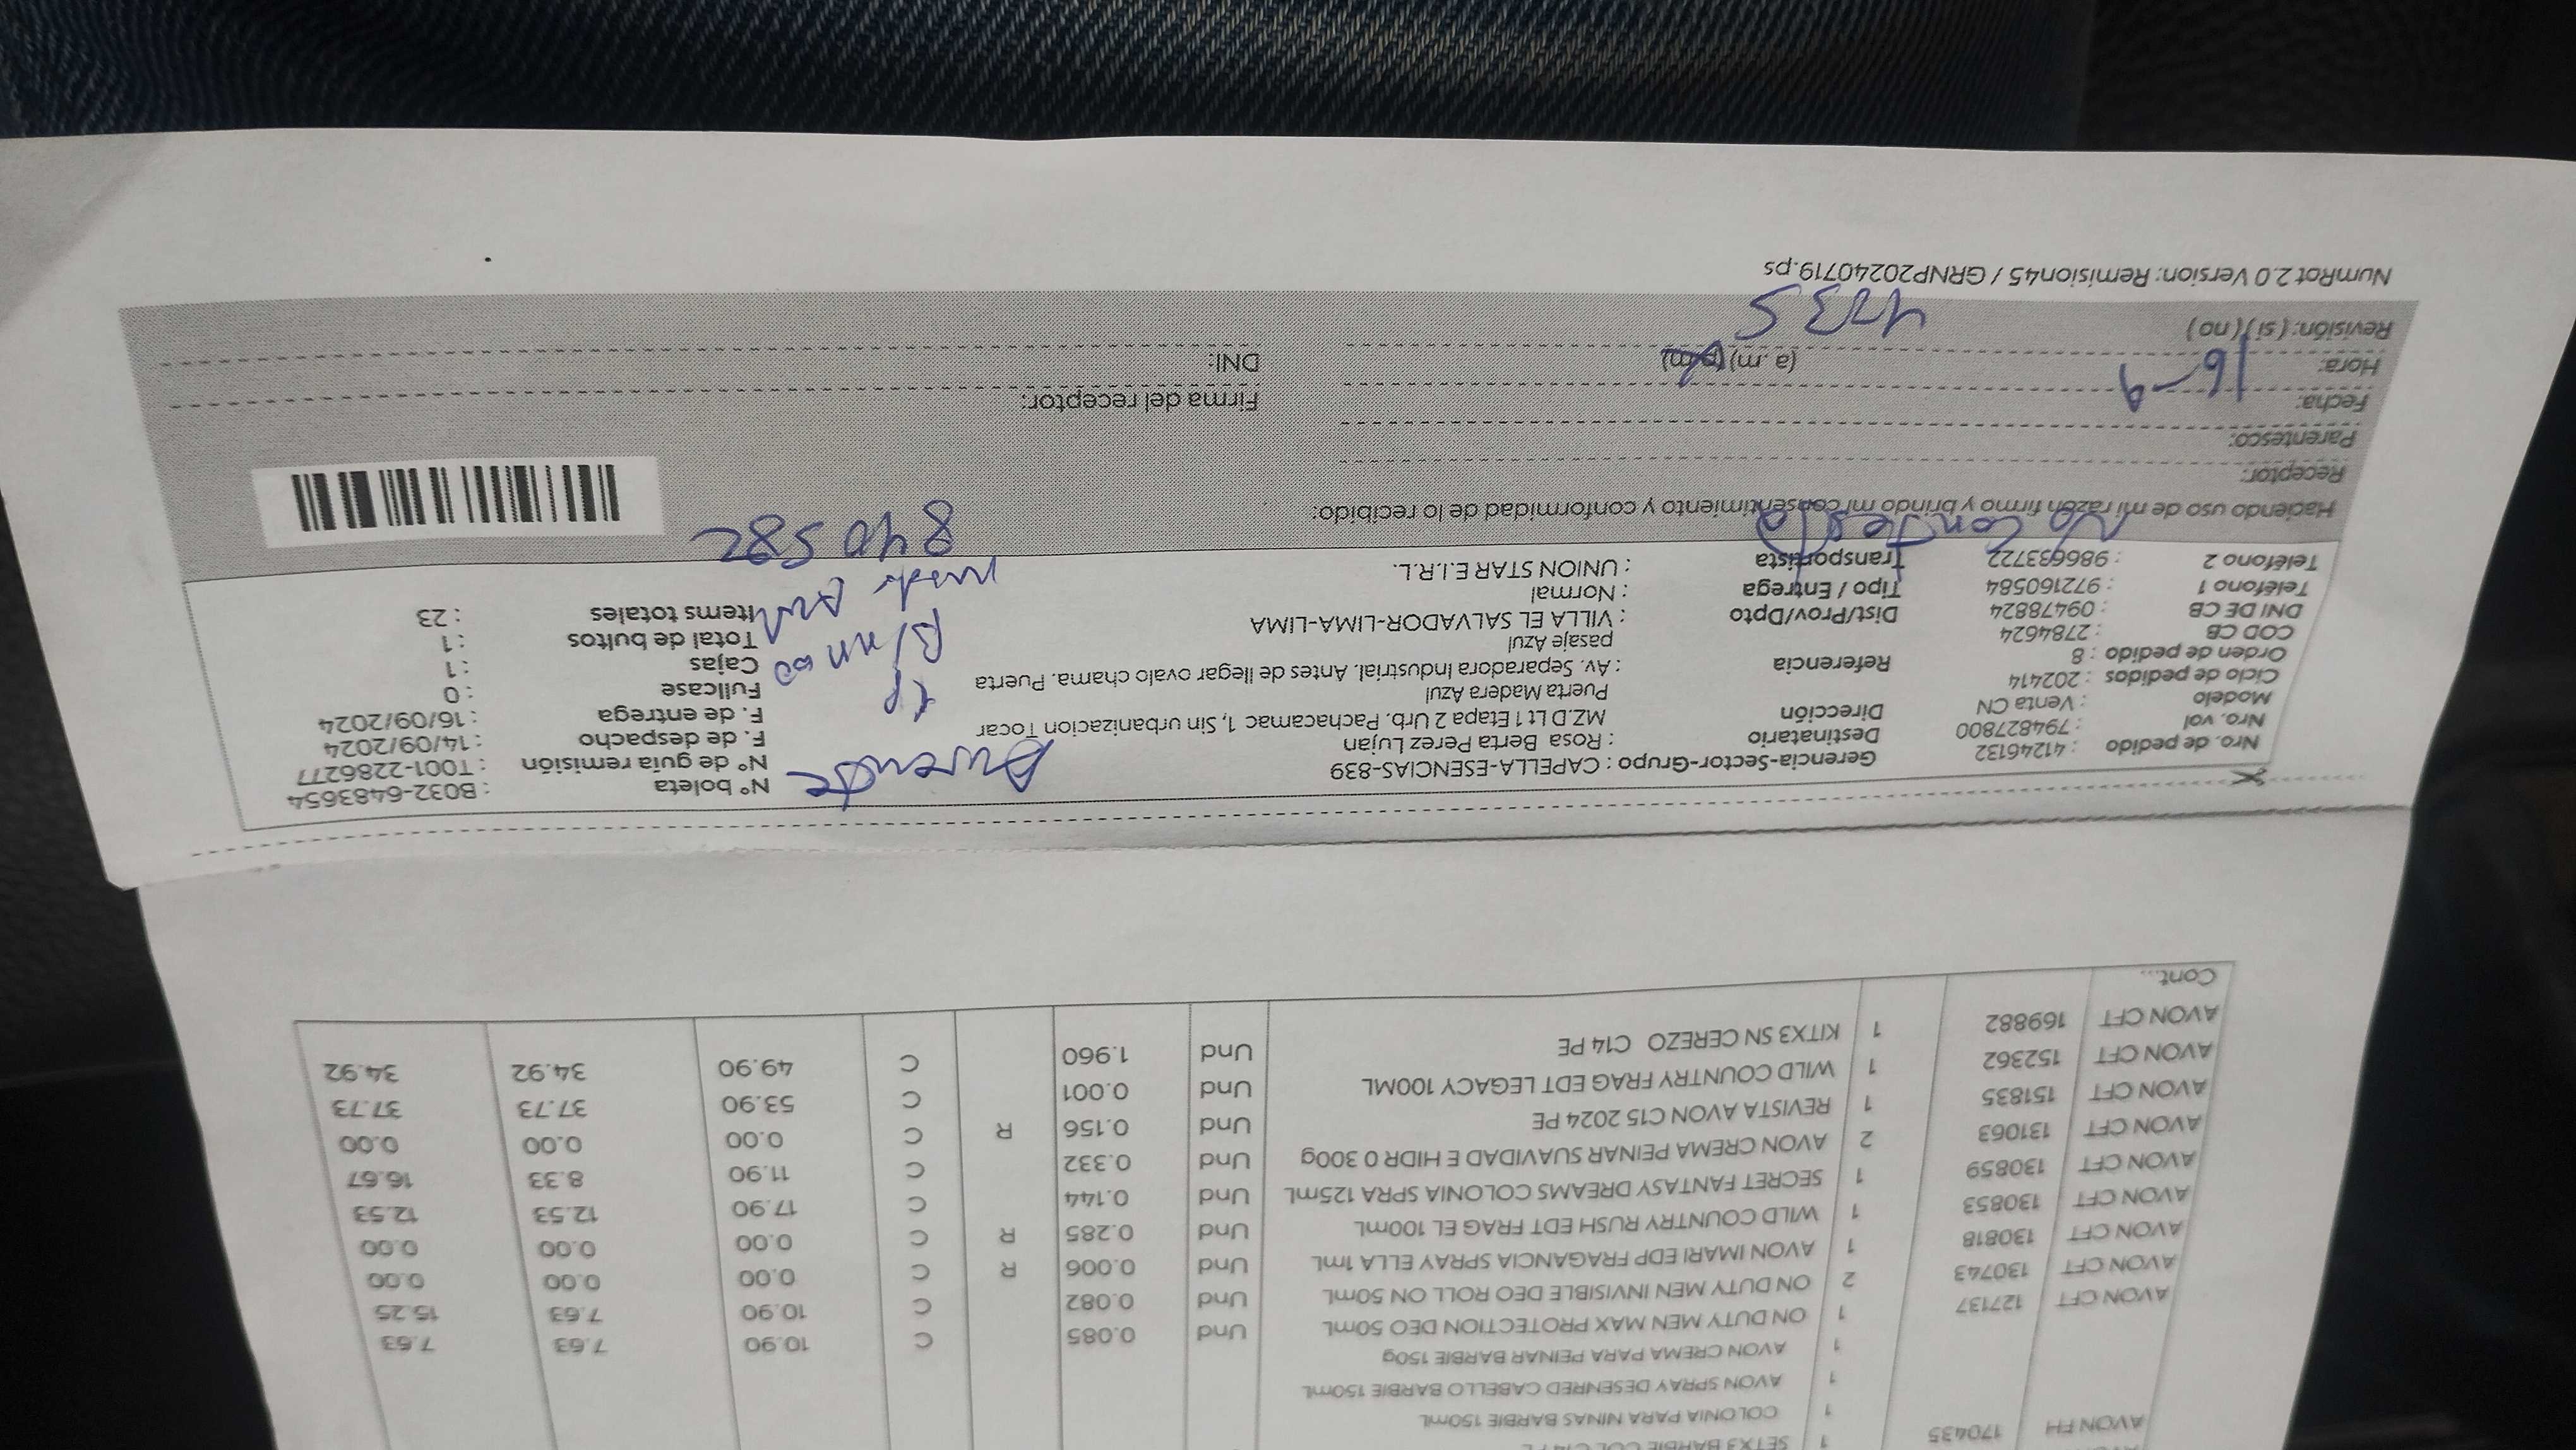 SETX3 BARBIE COL C14 PE
AVON FH 170435 1 COLONIA PARA NINAS BARBIE 150mL
1 AVON SPRAY DESENRED CABELLO BARBIE 150mL
1 AVON CREMA PARA PEINAR BARBIE 150g
1 ON DUTY MEN MAX PROTECTION DEO 50mL Und 0.085 C 10.90 7.63 7.63
AVON CFT 127137 2 ON DUTY MEN INVISIBLE DEO ROLL ON 50mL Und 0.082 C 10.90 7.63 15.25
AVON CFT 130743 1 AVON IMARI EDP FRAGANCIA SPRAY ELLA 1mL Und 0.006 R C 0.00 0.00 0.00
AVON CFT 130818 1 WILD COUNTRY RUSH EDT FRAG EL 100mL Und 0.285 R C 0.00 0.00 0.00
AVON CFT 130853 1 SECRET FANTASY DREAMS COLONIA SPRA 125mL Und 0.144 C 17.90 12.53 12.53
AVON CFT 130859 2 AVON CREMA PEINAR SUAVIDAD E HIDR 0 300g Und 0.332 C 11.90 8.33 16.67
AVON CFT 131063 1 REVISTA AVON C15 2024 PE Und 0.156 R C 0.00 0.00 0.00
AVON CFT 151835 1 WILD COUNTRY FRAG EDT LEGACY 100ML Und 0.001 C 53.90 37.73 37.73
AVON CFT 152362 1 KITX3 SN CEREZO C14 PE Und 1.960 C 49.90 34.92 34.92
AVON CFT 169882
Cont...
Nro. de pedido : 41246132
Nro. vol : 794827800
Modelo : Venta CN
Ciclo de pedidos : 202414
Orden de pedido : 8
COD CB : 2784624
DNI DE CB : 09478824
Teléfono 1 : 972160584
Teléfono 2 : 986633722
Gerencia-Sector-Grupo : CAPELLA-ESENCIAS-839
Destinatario : Rosa Berta Perez Lujan
Dirección MZ.D Lt 1 Etapa 2 Urb. Pachacamac 1, Sin urbanizacion Tocar
Puerta Madera Azul
Referencia : Av. Separadora Industrial. Antes de llegar ovalo chama. Puerta
pasaje Azul
Dist/Prov/Dpto : VILLA EL SALVADOR-LIMA-LIMA
Tipo / Entrega : Normal
Transportista : UNION STAR E.I.R.L.
N° boleta : B032-6483654
N° de guía remisión : T001-2286277
F. de despacho : 14/09/2024
F. de entrega : 16/09/2024
Fullcase : 0
Cajas : 1
Total de bultos : 1
Items totales : 23
Ausente
1P
Blanco
840582
No contesta
Haciendo uso de mi razón firmo y brindo mi consentimiento y conformidad de lo recibido:
Receptor:
Parentesco:
Fecha: 16-9
Hora: (a.m) (p.m)
Revisión: ( si ) ( no )
Firma del receptor:
DNI:
NumRot 2.0 Version: Remision45 / GRNP20240719.ps